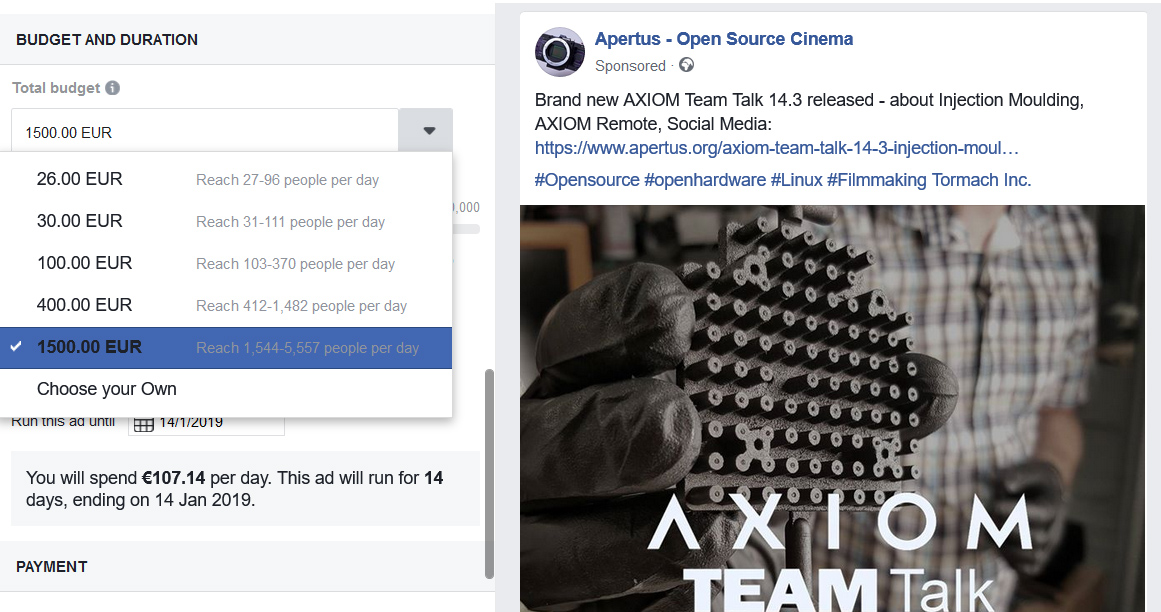 BUDGET AND DURATION
Total budget
1500.00 EUR
26.00 EUR Reach 27-96 people per day
30.00 EUR Reach 31-111 people per day
100.00 EUR Reach 103-370 people per day
400.00 EUR Reach 412-1,482 people per day
1500.00 EUR Reach 1,544-5,557 people per day
Choose your Own
Run this ad until 14/1/2019
You will spend €107.14 per day. This ad will run for 14
days, ending on 14 Jan 2019.
PAYMENT
Apertus - Open Source Cinema
Sponsored ·
Brand new AXIOM Team Talk 14.3 released - about Injection Moulding,
AXIOM Remote, Social Media:
https://www.apertus.org/axiom-team-talk-14-3-injection-moul…
#Opensource #openhardware #Linux #Filmmaking Tormach Inc.
AXIOM
TEAM Talk